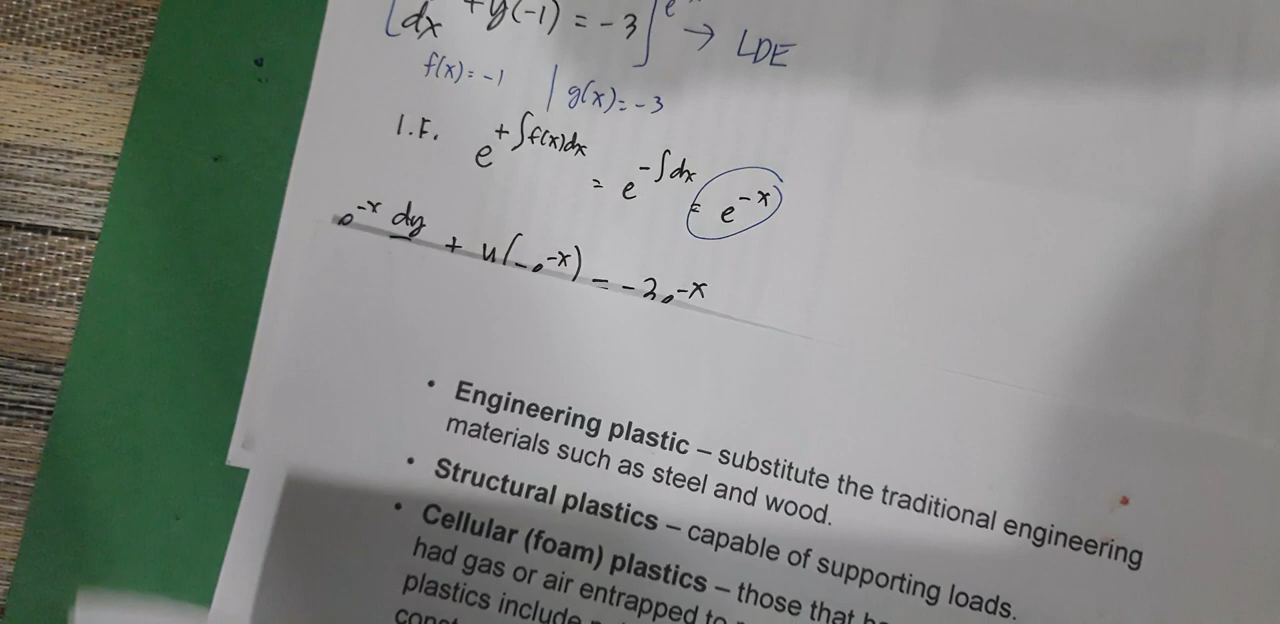 [dx + y(-1) = -3] e → LDE
f(x) = -1 | g(x) = -3
I.F. e^{+∫f(x)dx} = e^{-∫dx} = e^{-x}
dy
• Engineering plastic – substitute the traditional engineering
materials such as steel and wood.
• Structural plastics – capable of supporting loads.
• Cellular (foam) plastics – those that
had gas or air entrapped to
plastics include